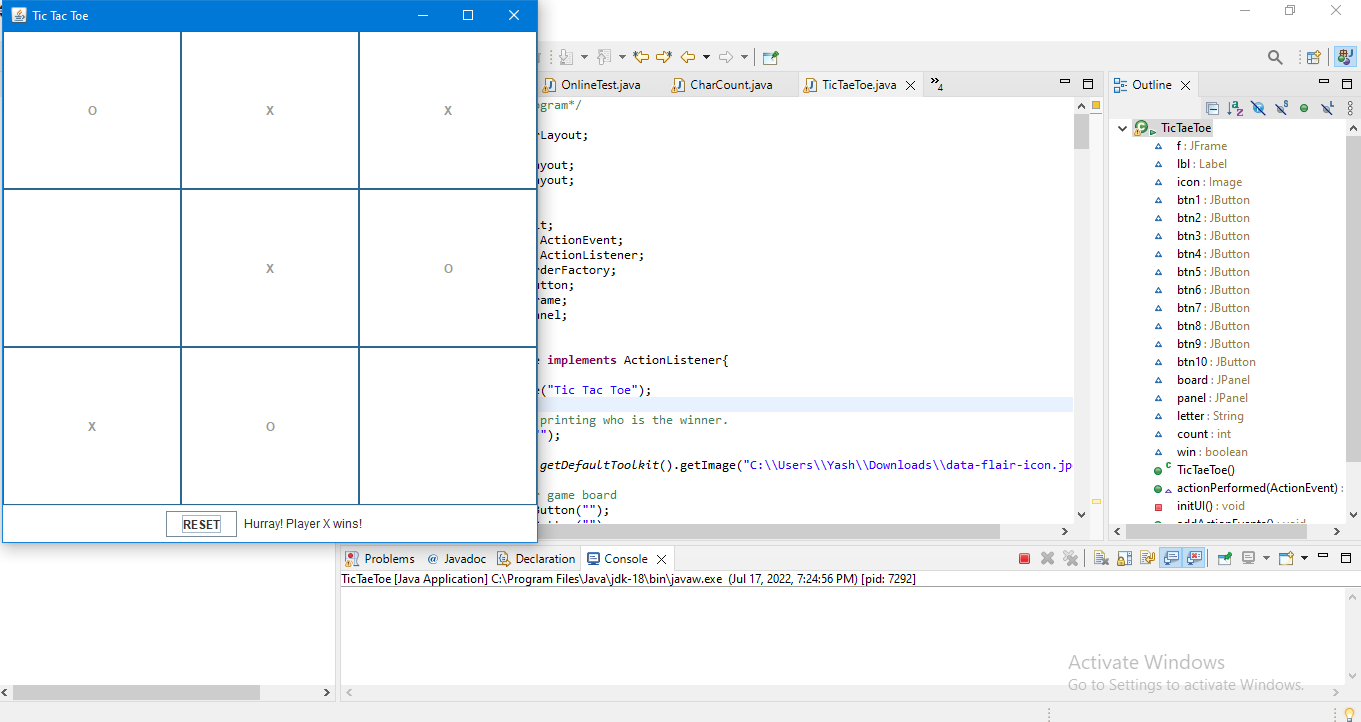 Tic Tac Toe
O X X
X O
X O
RESET Hurray! Player X wins!
OnlineTest.java CharCount.java TicTaeToe.java »4
gram*/
Layout;
yout;
yout;
t;
ActionEvent;
ActionListener;
derFactory;
tton;
ame;
nel;
implements ActionListener{
("Tic Tac Toe");
printing who is the winner.
"");
.getDefaultToolkit().getImage("C:\\Users\\Yash\\Downloads\\data-flair-icon.jp
game board
utton("");
Outline
TicTaeToe
f : JFrame
lbl : Label
icon : Image
btn1 : JButton
btn2 : JButton
btn3 : JButton
btn4 : JButton
btn5 : JButton
btn6 : JButton
btn7 : JButton
btn8 : JButton
btn9 : JButton
btn10 : JButton
board : JPanel
panel : JPanel
letter : String
count : int
win : boolean
TicTaeToe()
actionPerformed(ActionEvent) :
initUI() : void
addActionEvents() : void
Problems Javadoc Declaration Console
TicTaeToe [Java Application] C:\Program Files\Java\jdk-18\bin\javaw.exe (Jul 17, 2022, 7:24:56 PM) [pid: 7292]
Activate Windows
Go to Settings to activate Windows.